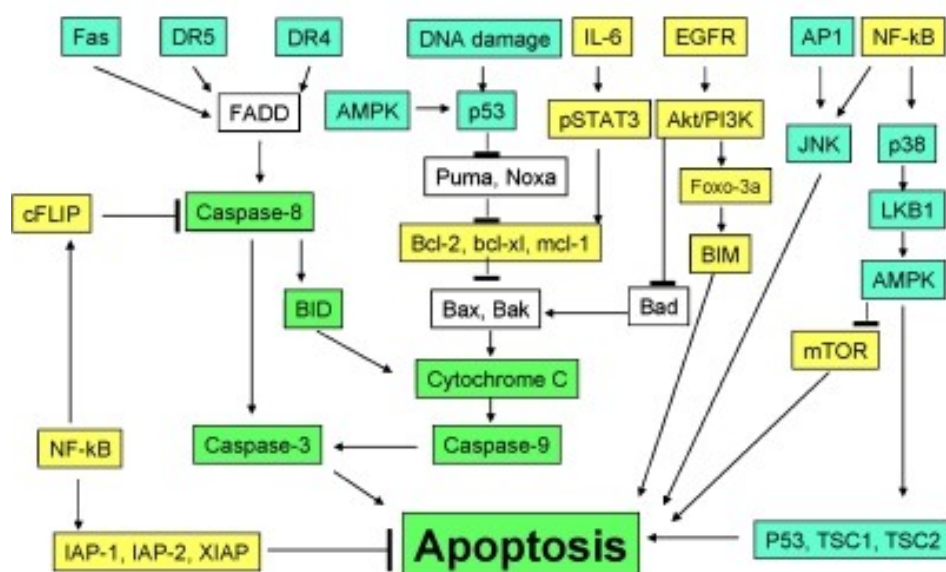 Fas
DR5
DR4
DNA damage
IL-6
EGFR
AP1
NF-kB
FADD
AMPK
p53
pSTAT3
Akt/PI3K
JNK
p38
Puma, Noxa
Foxo-3a
cFLIP
Caspase-8
LKB1
Bcl-2, bcl-xl, mcl-1
BIM
AMPK
BID
Bax, Bak
Bad
mTOR
Cytochrome C
NF-kB
Caspase-3
Caspase-9
IAP-1, IAP-2, XIAP
Apoptosis
P53, TSC1, TSC2